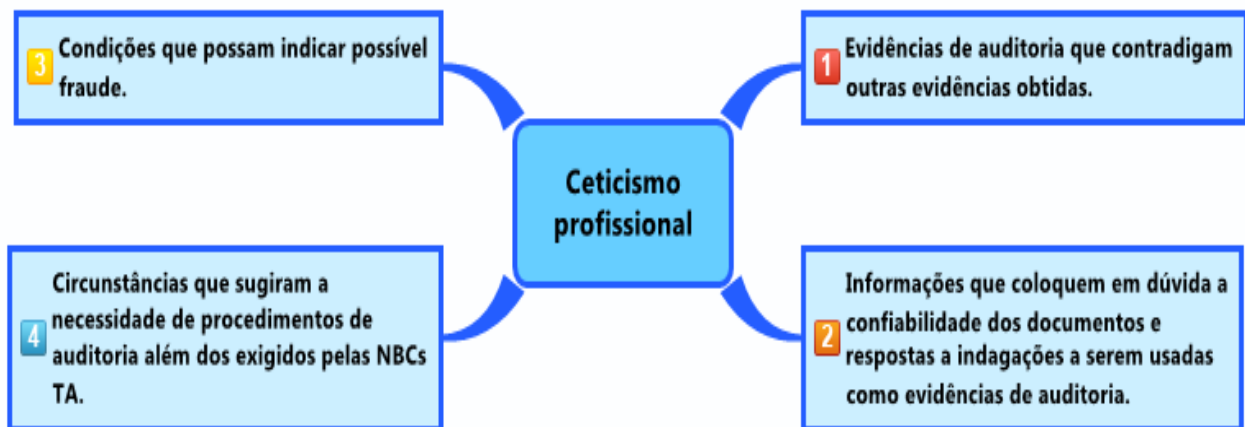 Ceticismo
profissional
1
Evidências de auditoria que contradigam
outras evidências obtidas.
2
Informações que coloquem em dúvida a
confiabilidade dos documentos e
respostas a indagações a serem usadas
como evidências de auditoria.
3
Condições que possam indicar possível
fraude.
4
Circunstâncias que sugiram a
necessidade de procedimentos de
auditoria além dos exigidos pelas NBCs
TA.